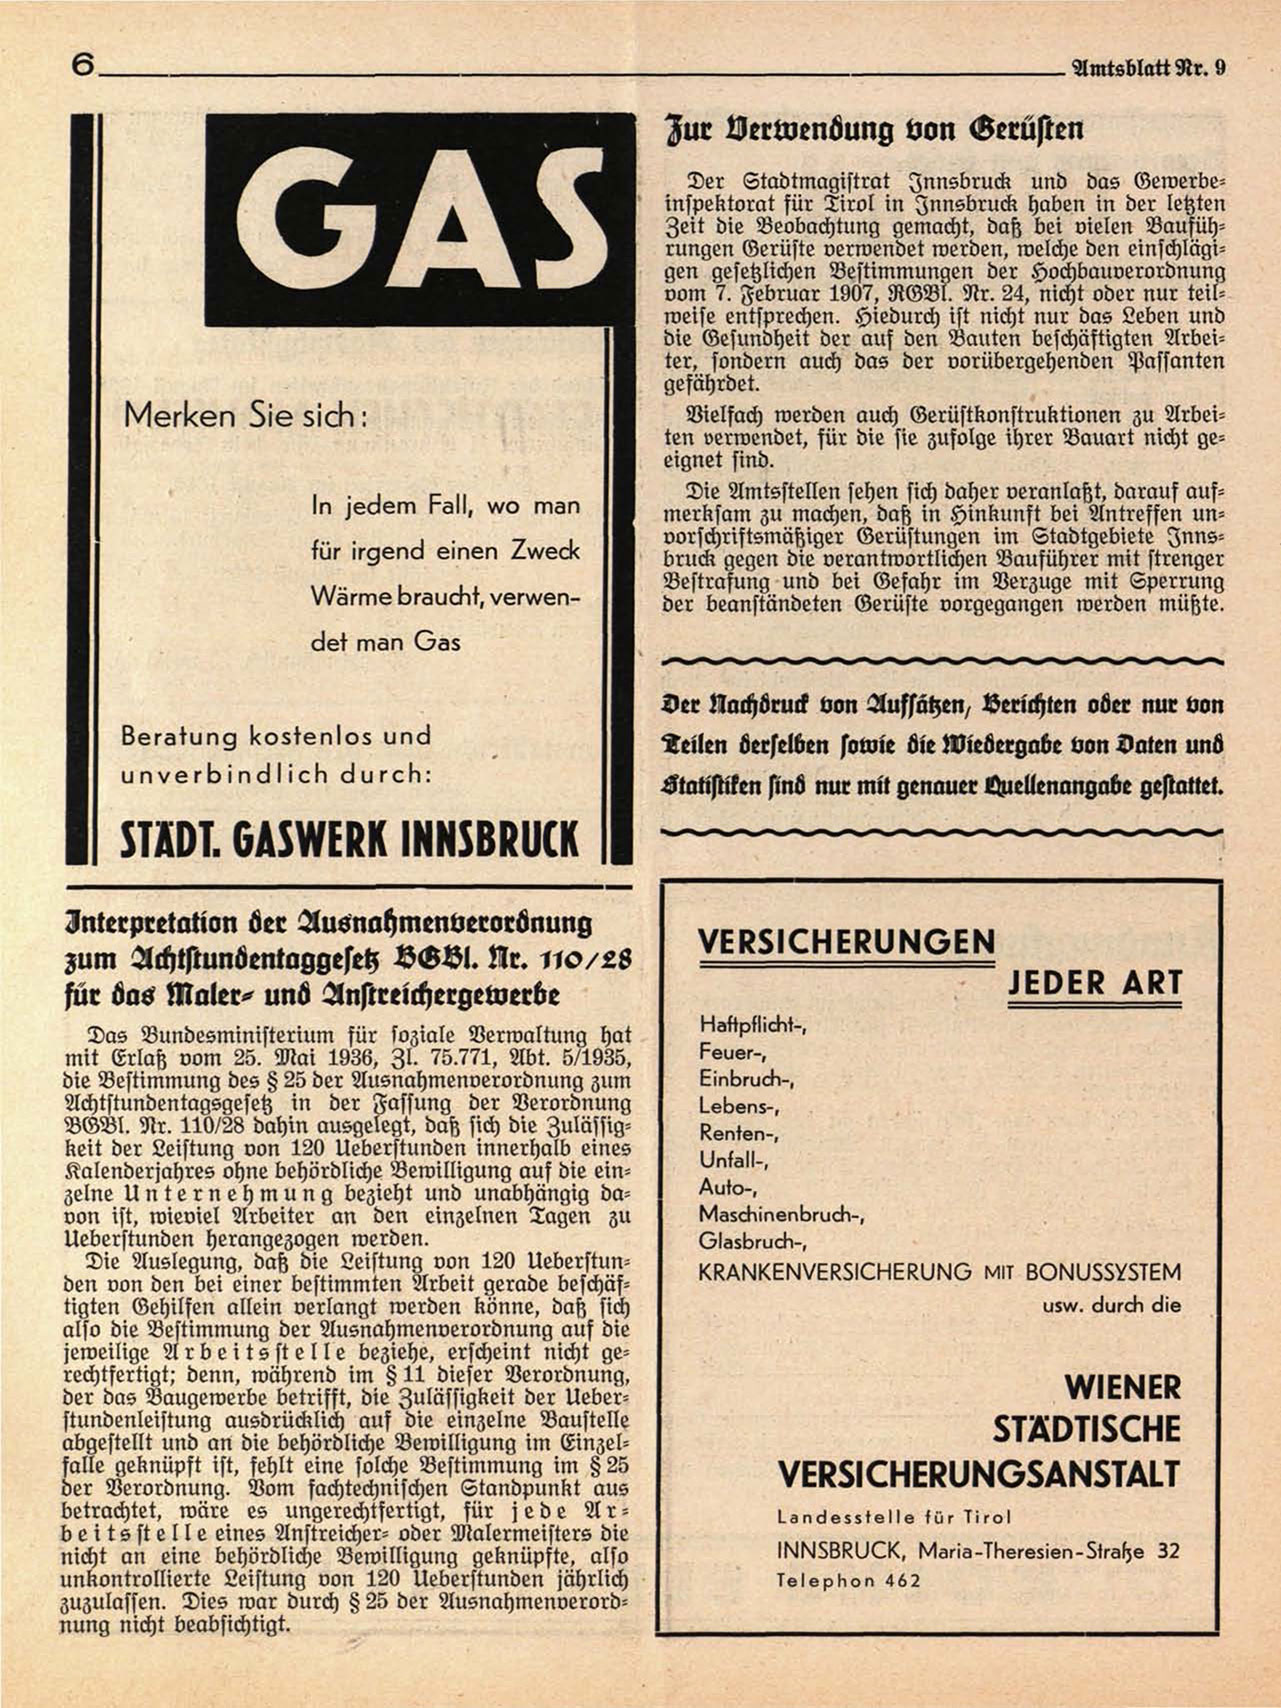 6
Amtsblatt Nr. 9
GAS
Merken Sie sich:
In jedem Fall, wo man
für irgend einen Zweck
Wärme braucht, verwen-
det man Gas
Beratung kostenlos und
unverbindlich durch:
STÄDT. GASWERK INNSBRUCK
Interpretation der Ausnahmenverordnung
zum Achtstundentaggesetz BGBl. Nr. 110/28
für das Maler- und Anstreichergewerbe
Das Bundesministerium für soziale Verwaltung hat
mit Erlaß vom 25. Mai 1936, Zl. 75.771, Abt. 5/1935,
die Bestimmung des § 25 der Ausnahmenverordnung zum
Achtstundentagsgesetz in der Fassung der Verordnung
BGBl. Nr. 110/28 dahin ausgelegt, daß sich die Zulässig-
keit der Leistung von 120 Ueberstunden innerhalb eines
Kalenderjahres ohne behördliche Bewilligung auf die ein-
zelne Unternehmung bezieht und unabhängig da-
von ist, wieviel Arbeiter an den einzelnen Tagen zu
Ueberstunden herangezogen werden.
Die Auslegung, daß die Leistung von 120 Ueberstun-
den von den bei einer bestimmten Arbeit gerade beschäf-
tigten Gehilfen allein verlangt werden könne, daß sich
also die Bestimmung der Ausnahmenverordnung auf die
jeweilige Arbeitsstelle beziehe, erscheint nicht ge-
rechtfertigt; denn, während im § 11 dieser Verordnung,
der das Baugewerbe betrifft, die Zulässigkeit der Ueber-
stundenleistung ausdrücklich auf die einzelne Baustelle
abgestellt und an die behördliche Bewilligung im Einzel-
falle geknüpft ist, fehlt eine solche Bestimmung im § 25
der Verordnung. Vom fachtechnischen Standpunkt aus
betrachtet, wäre es ungerechtfertigt, für jede Ar-
beitsstelle eines Anstreicher- oder Malermeisters die
nicht an eine behördliche Bewilligung geknüpfte, also
unkontrollierte Leistung von 120 Ueberstunden jährlich
zuzulassen. Dies war durch § 25 der Ausnahmenverord-
nung nicht beabsichtigt.
Zur Verwendung von Gerüsten
Der Stadtmagistrat Innsbruck und das Gewerbe-
inspektorat für Tirol in Innsbruck haben in der letzten
Zeit die Beobachtung gemacht, daß bei vielen Baufüh-
rungen Gerüste verwendet werden, welche den einschlägi-
gen gesetzlichen Bestimmungen der Hochbauverordnung
vom 7. Februar 1907, RGBl. Nr. 24, nicht oder nur teil-
weise entsprechen. Hiedurch ist nicht nur das Leben und
die Gesundheit der auf den Bauten beschäftigten Arbei-
ter, sondern auch das der vorübergehenden Passanten
gefährdet.
Vielfach werden auch Gerüstkonstruktionen zu Arbei-
ten verwendet, für die sie zufolge ihrer Bauart nicht ge-
eignet sind.
Die Amtsstellen sehen sich daher veranlaßt, darauf auf-
merksam zu machen, daß in Hinkunft bei Antreffen un-
vorschriftsmäßiger Gerüstungen im Stadtgebiete Inns-
bruck gegen die verantwortlichen Bauführer mit strenger
Bestrafung und bei Gefahr im Verzuge mit Sperrung
der beanständeten Gerüste vorgegangen werden müßte.
Der Nachdruck von Aufsätzen, Berichten oder nur von
Teilen derselben sowie die Wiedergabe von Daten und
Statistiken sind nur mit genauer Quellenangabe gestattet.
VERSICHERUNGEN
JEDER ART
Haftpflicht-,
Feuer-,
Einbruch-,
Lebens-,
Renten-,
Unfall-,
Auto-,
Maschinenbruch-,
Glasbruch-,
KRANKENVERSICHERUNG MIT BONUSSYSTEM
usw. durch die
WIENER
STÄDTISCHE
VERSICHERUNGSANSTALT
Landesstelle für Tirol
INNSBRUCK, Maria-Theresien-Straße 32
Telephon 462